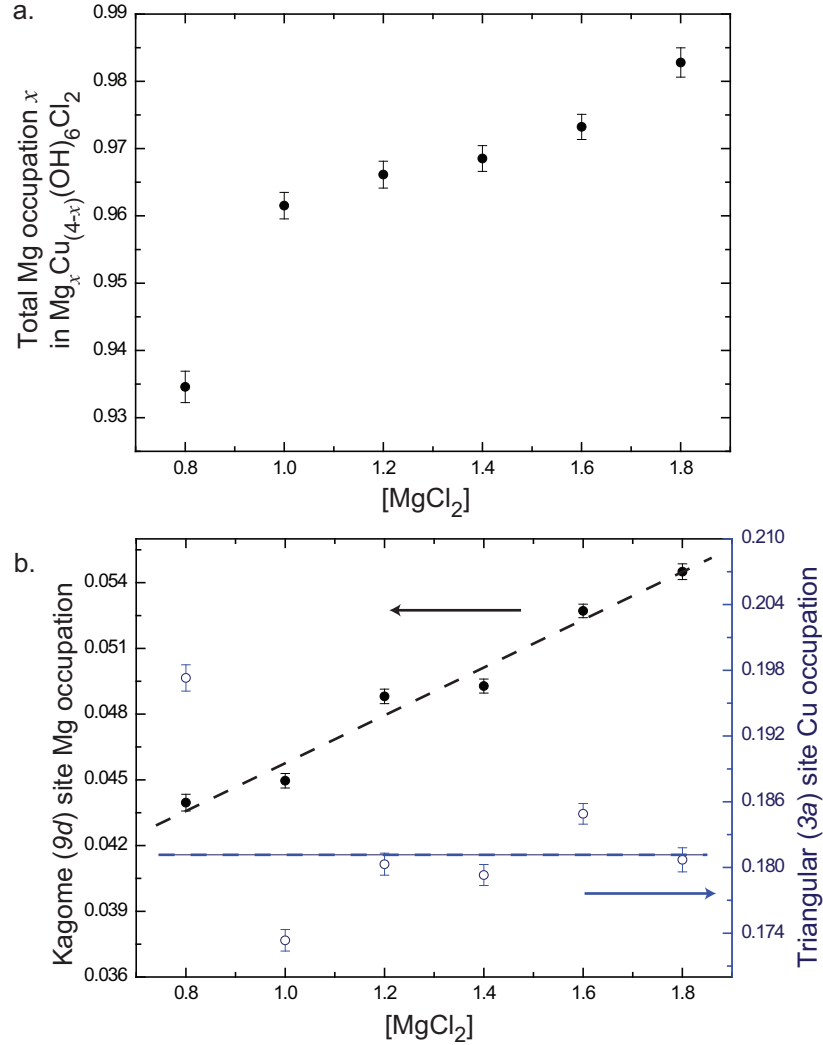 a.
Total Mg occupation x
in MgₓCu₍₄₋ₓ₎(OH)₆Cl₂
0.99
0.98
0.97
0.96
0.95
0.94
0.93
0.8 1.0 1.2 1.4 1.6 1.8
[MgCl₂]
b.
Kagome (9d) site Mg occupation
0.054
0.051
0.048
0.045
0.042
0.039
0.036
0.210
0.204
0.198
0.192
0.186
0.180
0.174
Triangular (3a) site Cu occupation
0.8 1.0 1.2 1.4 1.6 1.8
[MgCl₂]